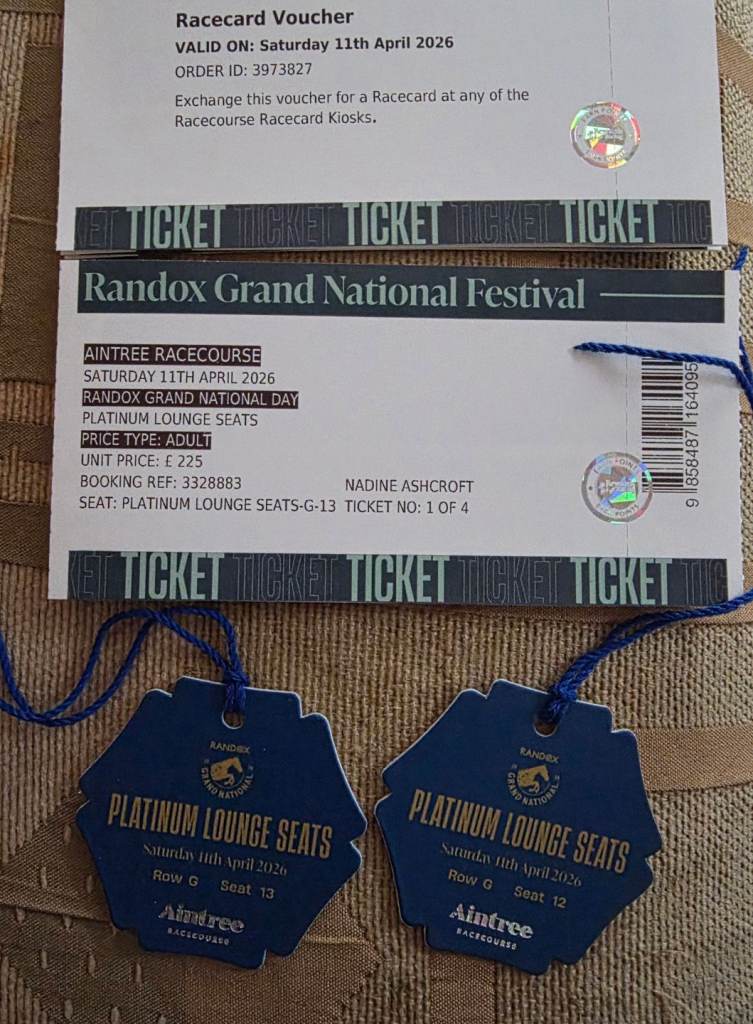 Racecard Voucher
VALID ON: Saturday 11th April 2026
ORDER ID: 3973827
Exchange this voucher for a Racecard at any of the
Racecourse Racecard Kiosks.
TICKET TICKET TICKET TICKET TICKET
Randox Grand National Festival
AINTREE RACECOURSE
SATURDAY 11TH APRIL 2026
RANDOX GRAND NATIONAL DAY
PLATINUM LOUNGE SEATS
PRICE TYPE: ADULT
UNIT PRICE: £ 225
BOOKING REF: 3328883
NADINE ASHCROFT
SEAT: PLATINUM LOUNGE SEATS-G-13 TICKET NO: 1 OF 4
9 858487 164095
TICKET TICKET TICKET TICKET TICKET
RANDOX
GRAND NATIONAL
PLATINUM LOUNGE SEATS
Saturday 11th April 2026
Row G Seat 13
Aintree
RACECOURSE
RANDOX
GRAND NATIONAL
PLATINUM LOUNGE SEATS
Saturday 11th April 2026
Row G Seat 12
Aintree
RACECOURSE